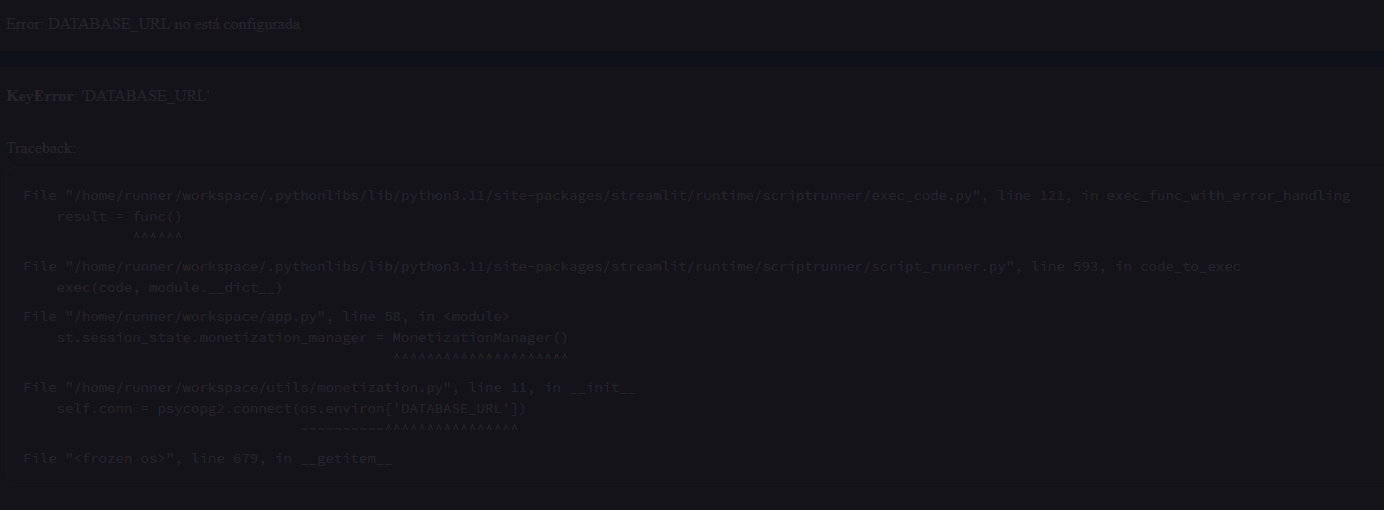 Error: DATABASE_URL no está configurada
KeyError: 'DATABASE_URL'
Traceback:
File "/home/runner/workspace/.pythonlibs/lib/python3.11/site-packages/streamlit/runtime/scriptrunner/exec_code.py", line 121, in exec_func_with_error_handling
result = func()
^^^^^^
File "/home/runner/workspace/.pythonlibs/lib/python3.11/site-packages/streamlit/runtime/scriptrunner/script_runner.py", line 593, in code_to_exec
exec(code, module.__dict__)
File "/home/runner/workspace/app.py", line 58, in <module>
st.session_state.monetization_manager = MonetizationManager()
^^^^^^^^^^^^^^^^^^^^^
File "/home/runner/workspace/utils/monetization.py", line 11, in __init__
self.conn = psycopg2.connect(os.environ['DATABASE_URL'])
~~~~~~~~~~^^^^^^^^^^^^^^^^
File "<frozen os>", line 679, in __getitem__